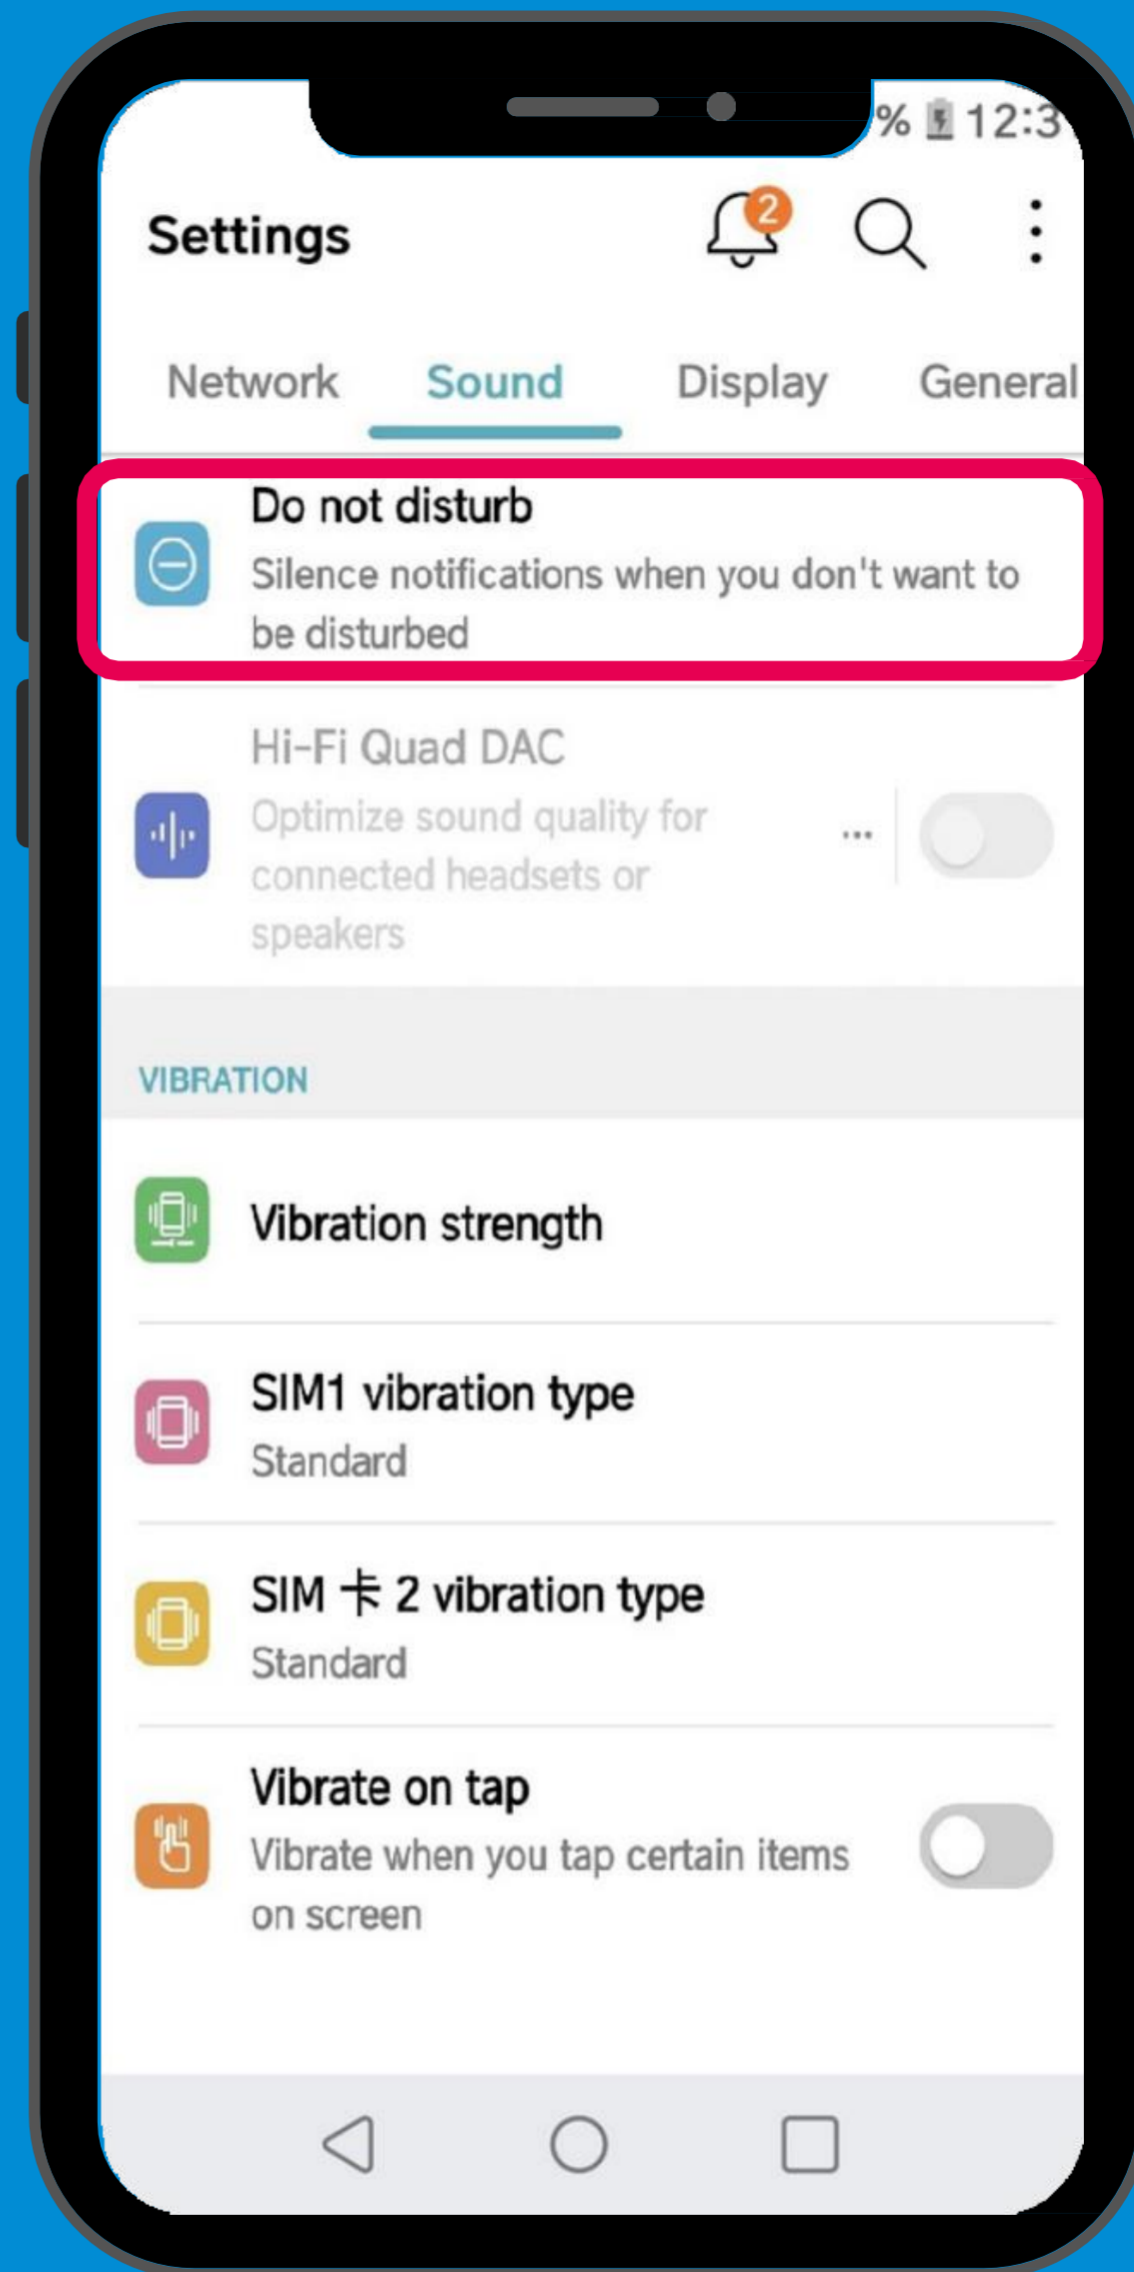 % 12:3
Settings
2
Network Sound Display General
Do not disturb
Silence notifications when you don't want to
be disturbed
Hi-Fi Quad DAC
Optimize sound quality for
connected headsets or
speakers
VIBRATION
Vibration strength
SIM1 vibration type
Standard
SIM 卡 2 vibration type
Standard
Vibrate on tap
Vibrate when you tap certain items
on screen